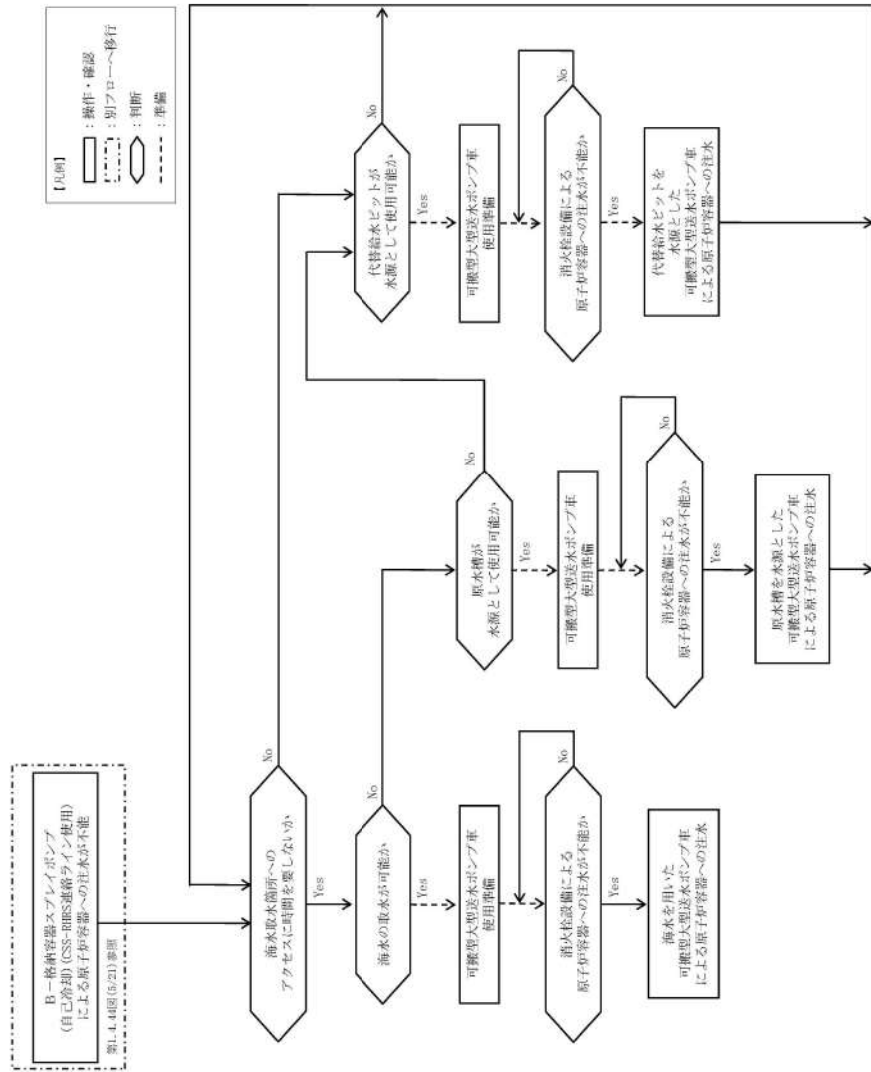 【凡例】
：操作・確認
：別フローへ移行
：判断
：準備
B－格納容器スプレイポンプ
(自己冷却)(CSS-RHRS連絡ライン使用)
による原子炉容器への注水が不能
第1.4.44図(5/21)参照
海水取水箇所への
アクセスに時間を要しないか
No
Yes
海水の取水が可能か
No
Yes
可搬型大型送水ポンプ車
使用準備
消火栓設備による
原子炉容器への注水が不能か
No
Yes
海水を用いた
可搬型大型送水ポンプ車
による原子炉容器への注水
原水槽が
水源として使用可能か
No
Yes
可搬型大型送水ポンプ車
使用準備
消火栓設備による
原子炉容器への注水が不能か
No
Yes
原水槽を水源とした
可搬型大型送水ポンプ車
による原子炉容器への注水
代替給水ピットが
水源として使用可能か
No
Yes
可搬型大型送水ポンプ車
使用準備
消火栓設備による
原子炉容器への注水が不能か
No
Yes
代替給水ピットを
水源とした
可搬型大型送水ポンプ車
による原子炉容器への注水